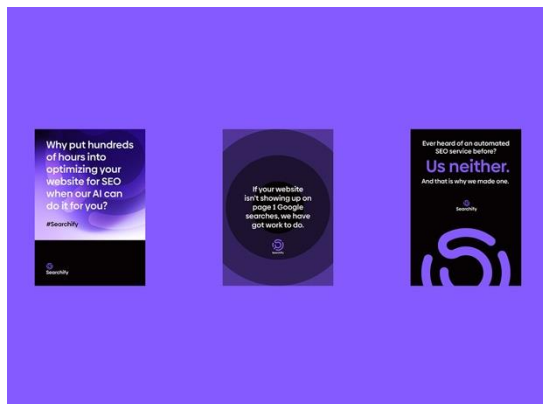 Why put hundreds
of hours into
optimizing your
website for SEO
when our AI can
do it for you?
#Searchify
Searchify
If your website
isn't showing up on
page 1 Google
searches, we have
got work to do.
Searchify
Ever heard of an automated
SEO service before?
Us neither.
And that is why we made one.
Searchify